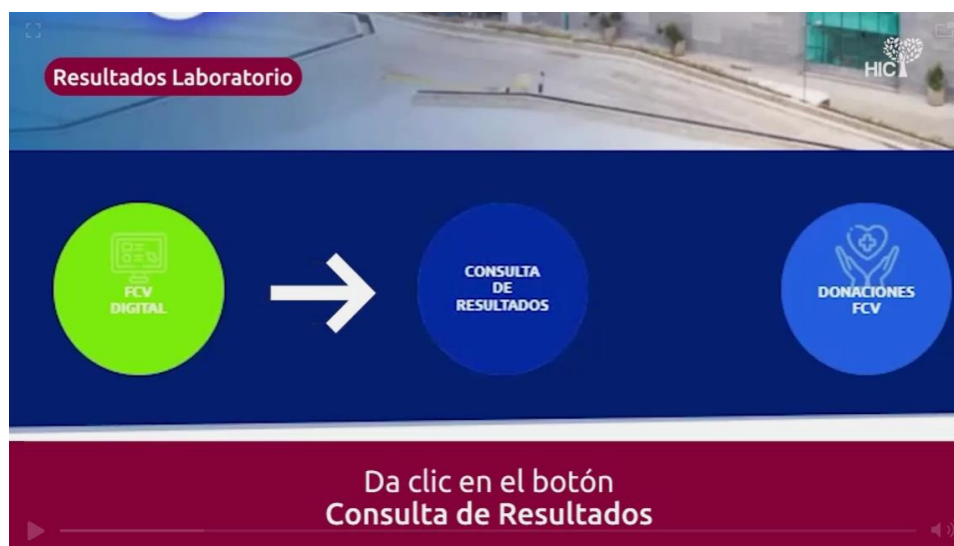 Resultados Laboratorio
HIC
FCV
DIGITAL
CONSULTA
DE
RESULTADOS
DONACIONES
FCV
Da clic en el botón
Consulta de Resultados